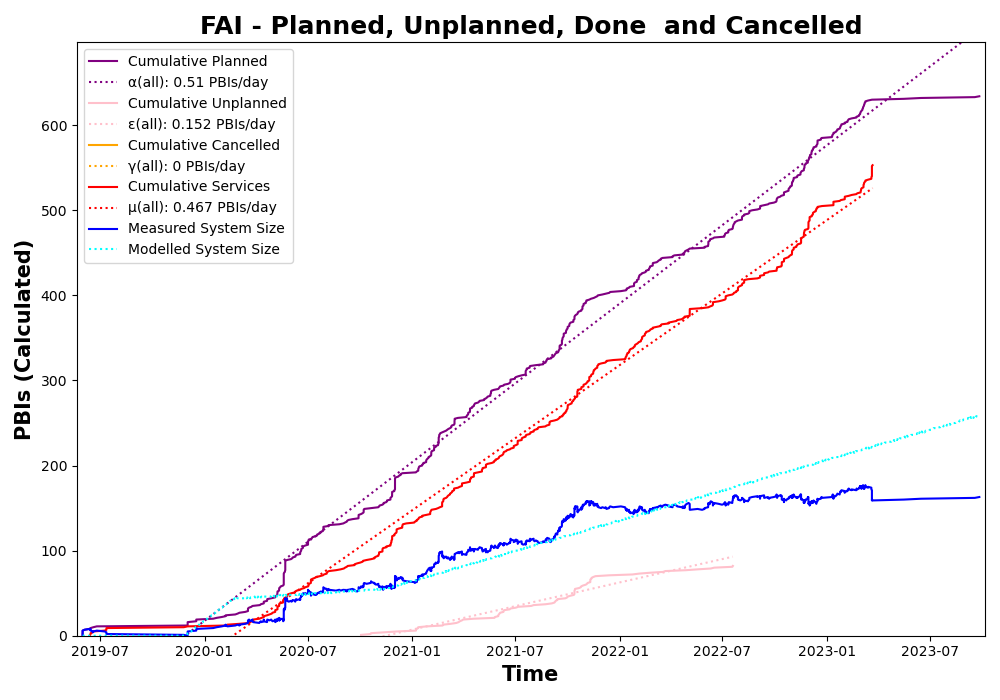 FAI - Planned, Unplanned, Done  and Cancelled
Cumulative Planned
α(all): 0.51 PBIs/day
Cumulative Unplanned
ε(all): 0.152 PBIs/day
Cumulative Cancelled
γ(all): 0 PBIs/day
Cumulative Services
μ(all): 0.467 PBIs/day
Measured System Size
Modelled System Size
PBIs (Calculated)
600
500
400
300
200
100
0
2019-07 2020-01 2020-07 2021-01 2021-07 2022-01 2022-07 2023-01 2023-07
Time